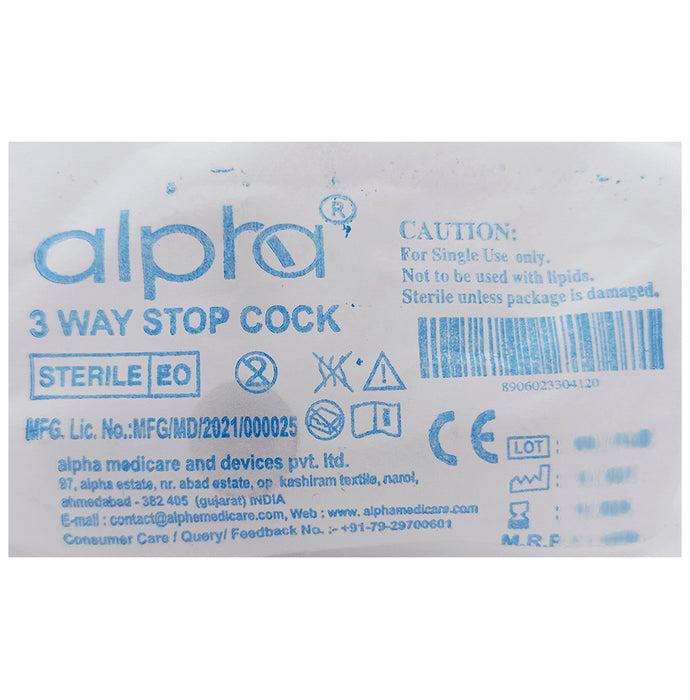 alpha®
3 WAY STOP COCK
STERILE EO
2
MFG. Lic. No.:MFG/MD/2021/000025
alpha medicare and devices pvt. ltd.
97, alpha estate, nr. abad estate, op. kashiram textile, narol,
ahmedabad - 382 405 (gujarat) INDIA
E-mail : contact@alphamedicare.com, Web : www.alphamedicare.com
Consumer Care / Query/ Feedback No. :- +91-79-29700601
CAUTION:
For Single Use only.
Not to be used with lipids.
Sterile unless package is damaged.
8906023304120
CE
LOT :
:
:
M.R.P